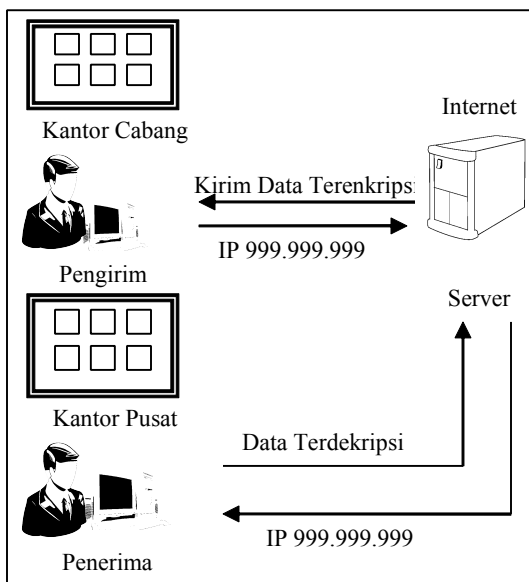 Internet
Kantor Cabang
Kirim Data Terenkripsi
IP 999.999.999
Pengirim
Server
Kantor Pusat
Data Terdekripsi
IP 999.999.999
Penerima